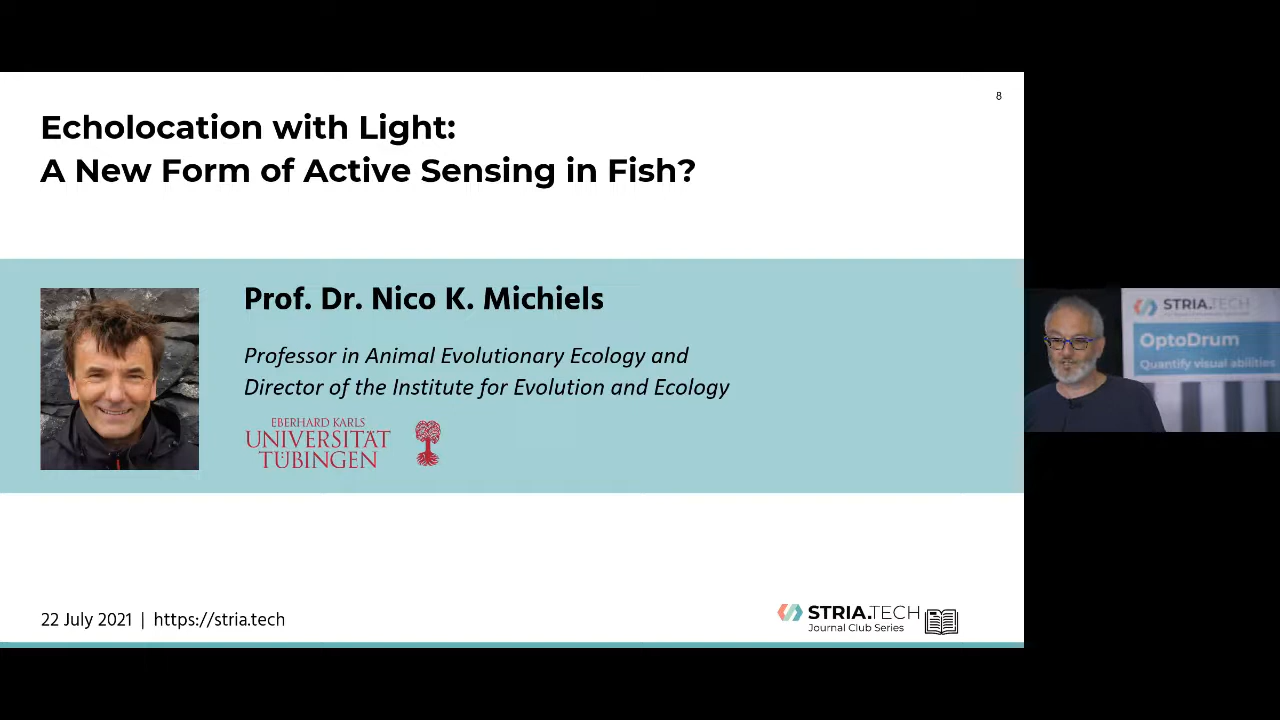 8
Echolocation with Light:
A New Form of Active Sensing in Fish?
Prof. Dr. Nico K. Michiels
Professor in Animal Evolutionary Ecology and
Director of the Institute for Evolution and Ecology
EBERHARD KARLS
UNIVERSITÄT
TÜBINGEN
STRIA.TECH
OptoDrum
Quantify visual abilities
22 July 2021 | https://stria.tech
STRIA.TECH
Journal Club Series